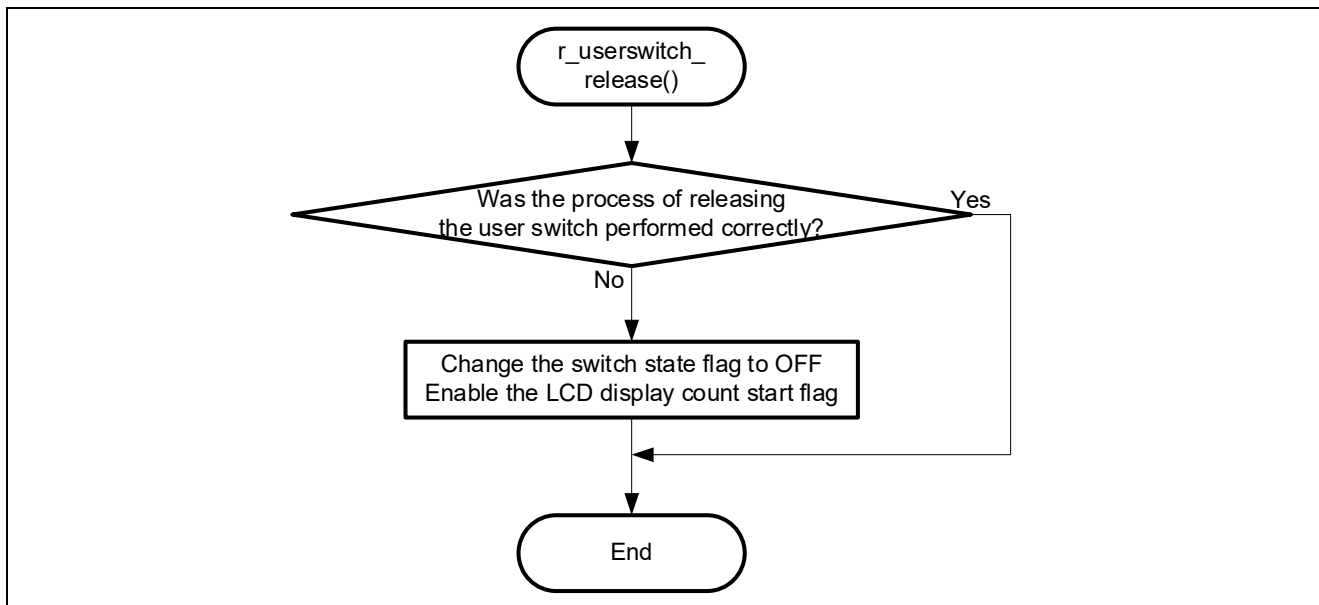 r_userswitch_
release()
Was the process of releasing
the user switch performed correctly?
Yes
No
Change the switch state flag to OFF
Enable the LCD display count start flag
End